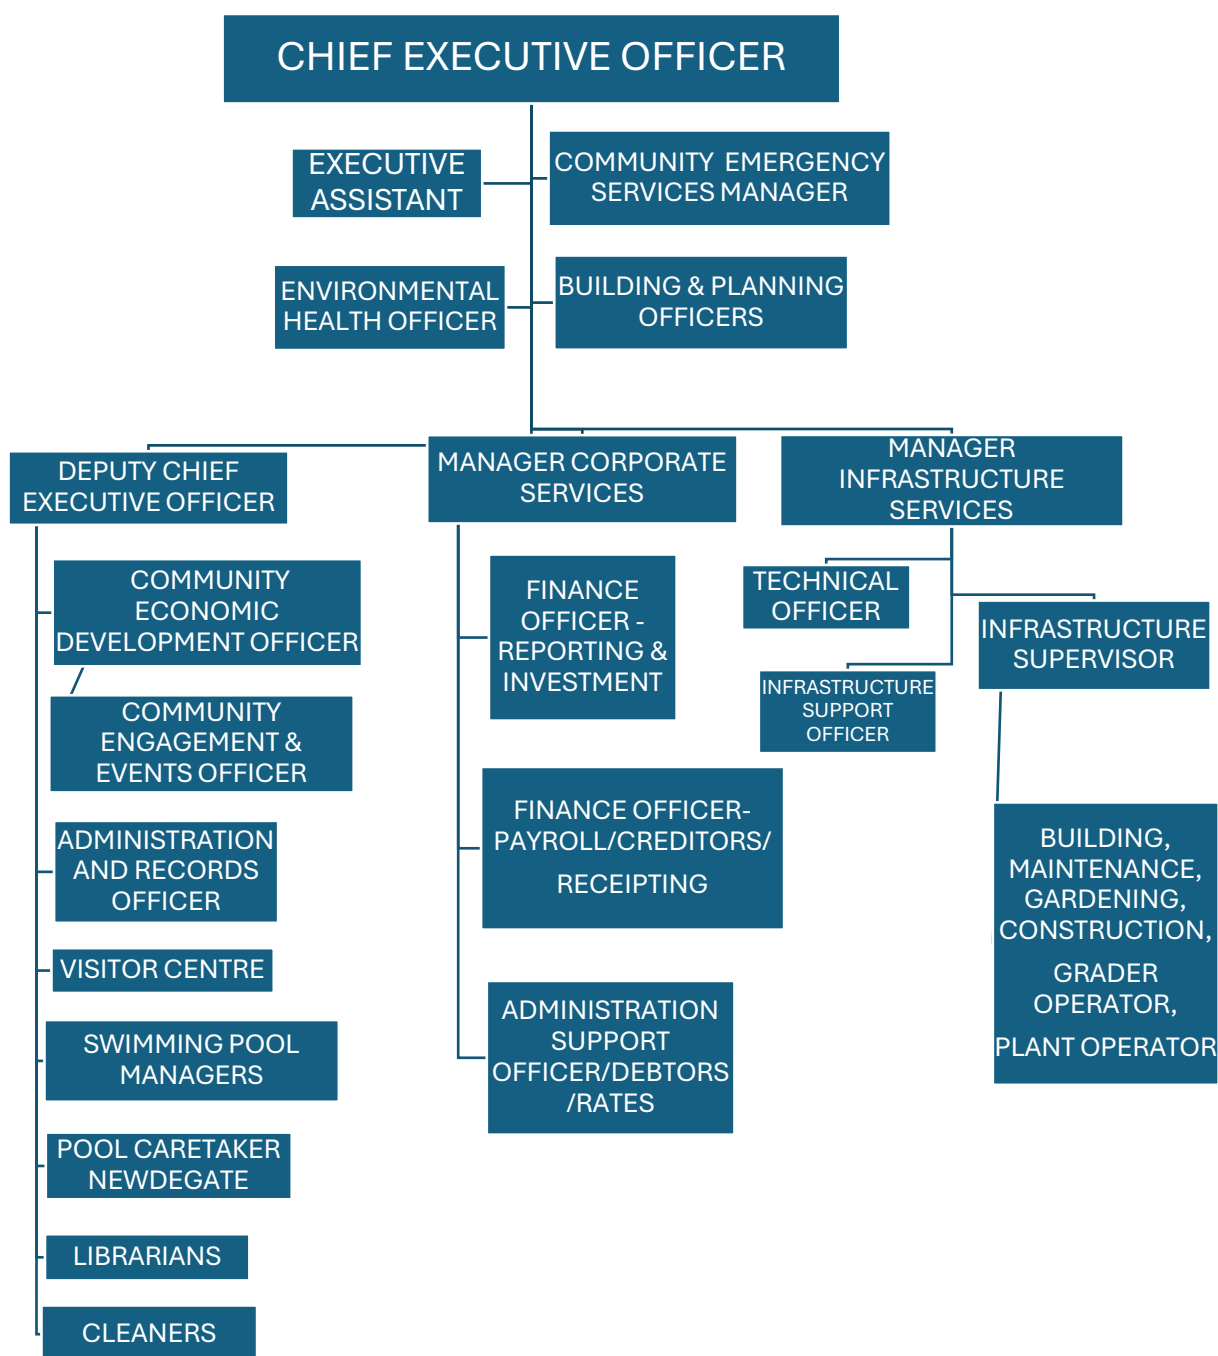 CHIEF EXECUTIVE OFFICER
EXECUTIVE
ASSISTANT
COMMUNITY EMERGENCY
SERVICES MANAGER
ENVIRONMENTAL
HEALTH OFFICER
BUILDING & PLANNING
OFFICERS
DEPUTY CHIEF
EXECUTIVE OFFICER
MANAGER CORPORATE
SERVICES
MANAGER
INFRASTRUCTURE
SERVICES
COMMUNITY
ECONOMIC
DEVELOPMENT OFFICER
COMMUNITY
ENGAGEMENT &
EVENTS OFFICER
ADMINISTRATION
AND RECORDS
OFFICER
VISITOR CENTRE
SWIMMING POOL
MANAGERS
POOL CARETAKER
NEWDEGATE
LIBRARIANS
CLEANERS
FINANCE
OFFICER -
REPORTING &
INVESTMENT
FINANCE OFFICER-
PAYROLL/CREDITORS/
RECEIPTING
ADMINISTRATION
SUPPORT
OFFICER/DEBTORS
/RATES
TECHNICAL
OFFICER
INFRASTRUCTURE
SUPPORT
OFFICER
INFRASTRUCTURE
SUPERVISOR
BUILDING,
MAINTENANCE,
GARDENING,
CONSTRUCTION,
GRADER
OPERATOR,
PLANT OPERATOR